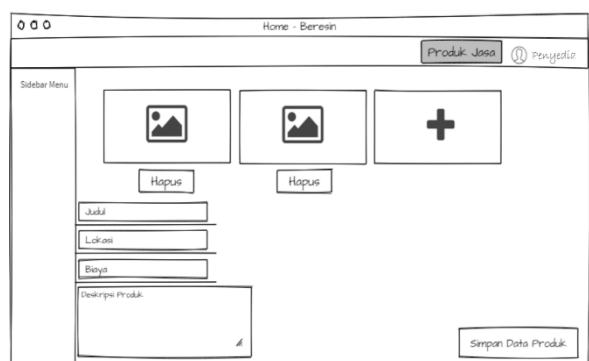 Home - Beresin
Produk Jasa
Penyedia
Sidebar Menu
Hapus
Hapus
Judul
Lokasi
Biaya
Deskripsi Produk
Simpan Data Produk